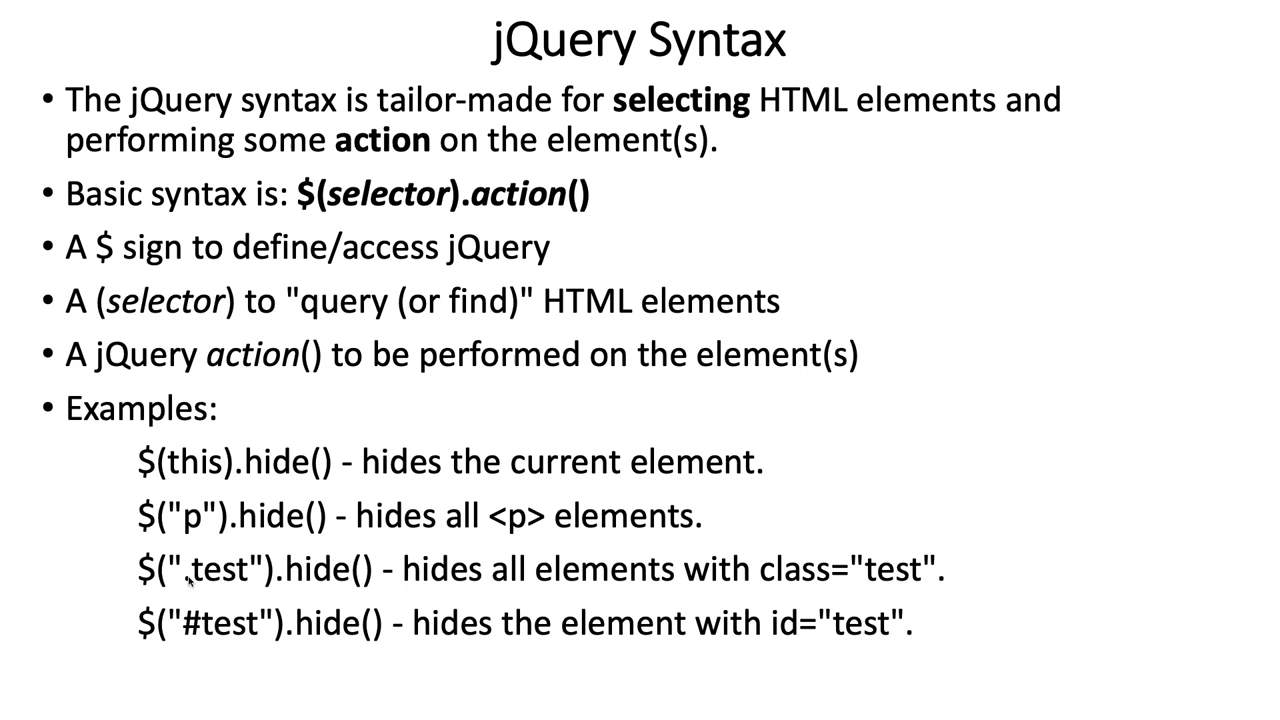 jQuery Syntax
• The jQuery syntax is tailor-made for selecting HTML elements and
performing some action on the element(s).
• Basic syntax is: $(selector).action()
• A $ sign to define/access jQuery
• A (selector) to "query (or find)" HTML elements
• A jQuery action() to be performed on the element(s)
• Examples:
$(this).hide() - hides the current element.
$("p").hide() - hides all <p> elements.
$(".test").hide() - hides all elements with class="test".
$("#test").hide() - hides the element with id="test".